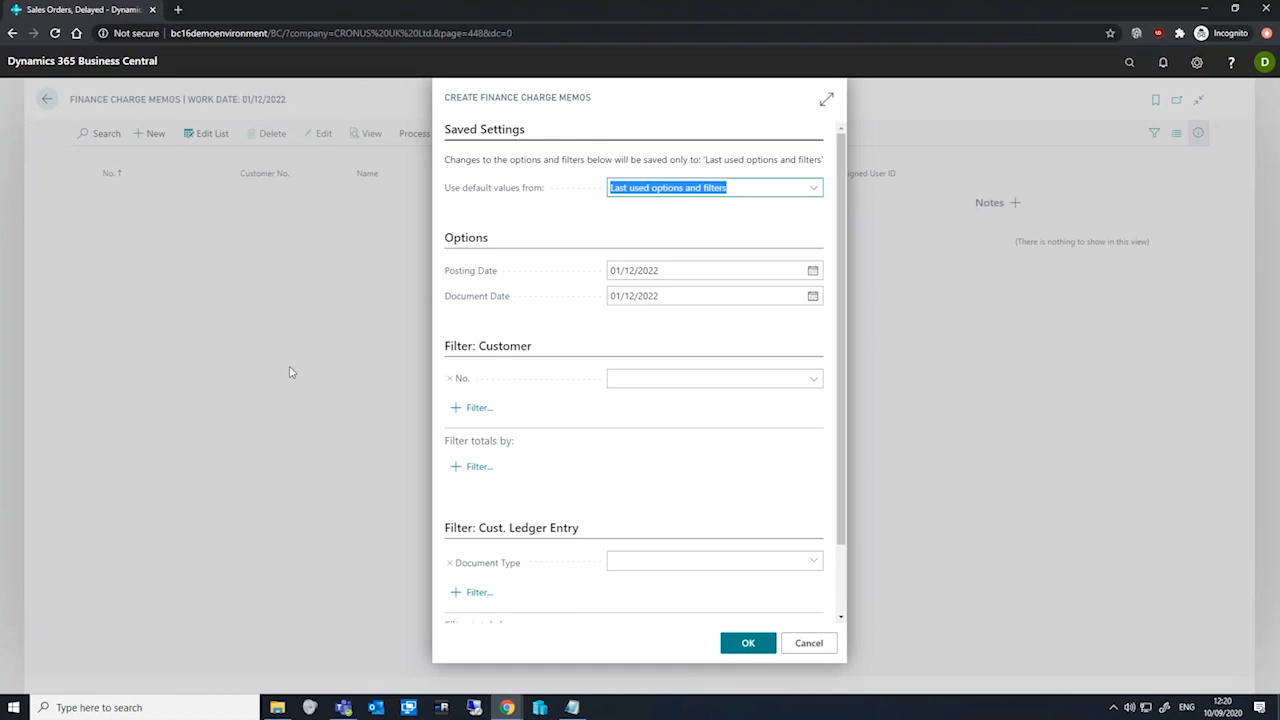 Sales Orders, Delayed - Dynamic
Not secure bc16demoenvironment/BC/?company=CRONUS%20UK%20Ltd.&page=448&dc=0
Incognito
Dynamics 365 Business Central
D
FINANCE CHARGE MEMOS | WORK DATE: 01/12/2022
Search
New
Edit List
Delete
Edit
View
Process
No. ↑
Customer No.
Name
signed User ID
Notes
(There is nothing to show in this view)
CREATE FINANCE CHARGE MEMOS
Saved Settings
Changes to the options and filters below will be saved only to: 'Last used options and filters'
Use default values from:
Last used options and filters
Options
Posting Date
01/12/2022
Document Date
01/12/2022
Filter: Customer
× No.
+ Filter...
Filter totals by:
+ Filter...
Filter: Cust. Ledger Entry
× Document Type
+ Filter...
OK
Cancel
Type here to search
ENG
12:20
10/09/2020